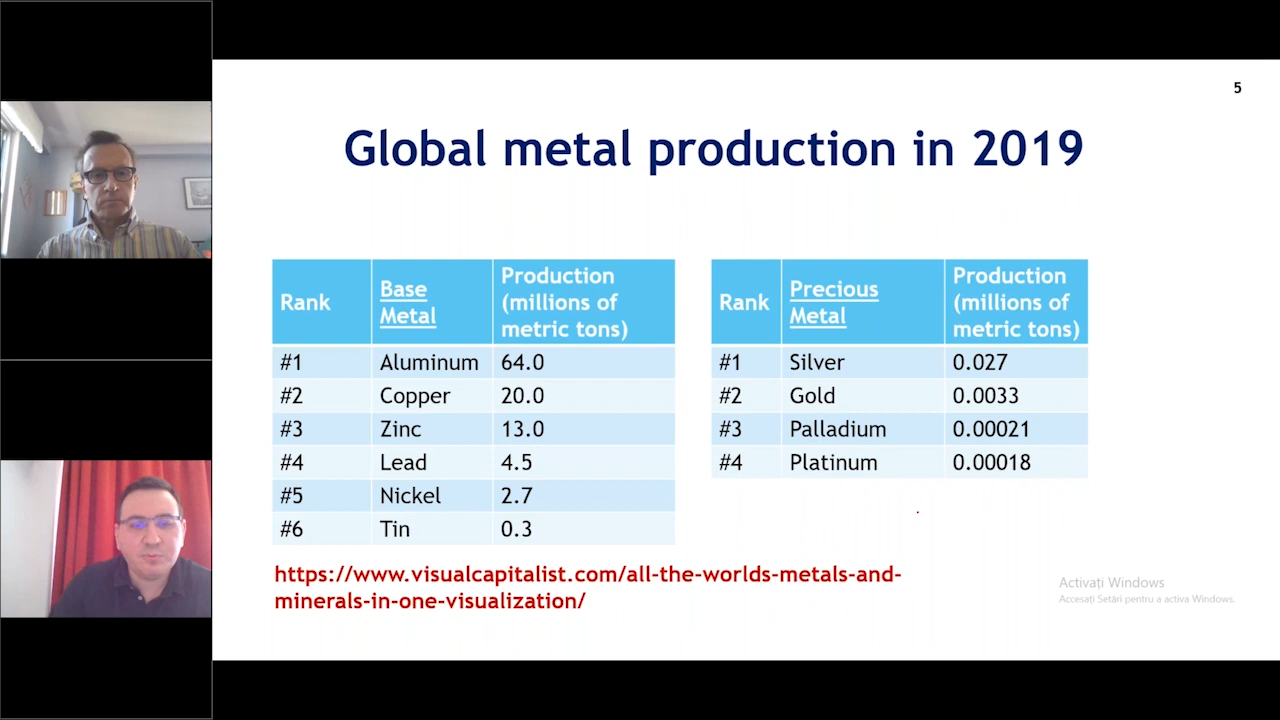 5
Global metal production in 2019
Rank Base Metal Production (millions of metric tons)
#1 Aluminum 64.0
#2 Copper 20.0
#3 Zinc 13.0
#4 Lead 4.5
#5 Nickel 2.7
#6 Tin 0.3
Rank Precious Metal Production (millions of metric tons)
#1 Silver 0.027
#2 Gold 0.0033
#3 Palladium 0.00021
#4 Platinum 0.00018
https://www.visualcapitalist.com/all-the-worlds-metals-and-
minerals-in-one-visualization/
Activați Windows
Accesați Setări pentru a activa Windows.